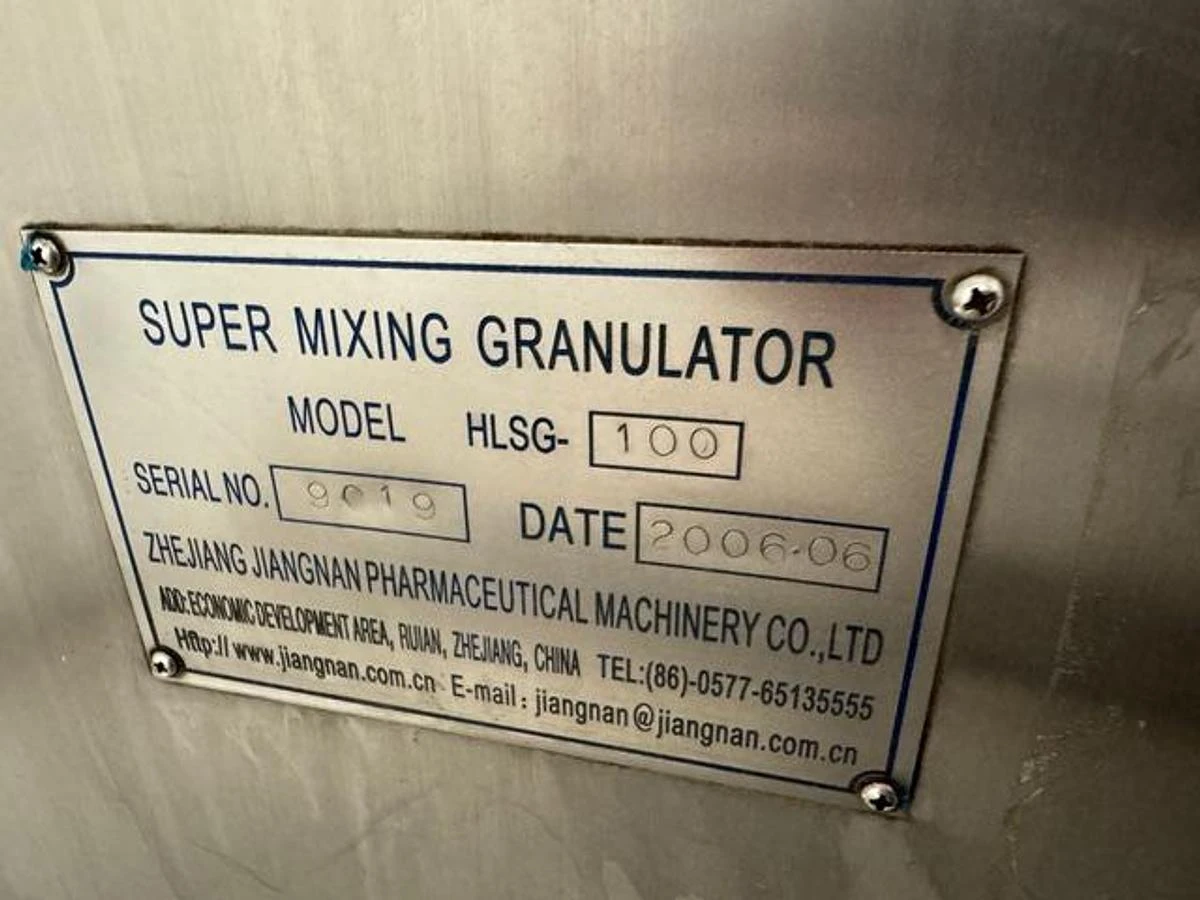 SUPER MIXING GRANULATOR
MODEL HLSG- 100
SERIAL NO. 9019 DATE 2006.06
ZHEJIANG JIANGNAN PHARMACEUTICAL MACHINERY CO.,LTD
ADD: ECONOMIC DEVELOPMENT AREA, RUIAN, ZHEJIANG, CHINA TEL:(86)-0577-65135555
Http:// www.jiangnan.com.cn E-mail : jiangnan@jiangnan.com.cn